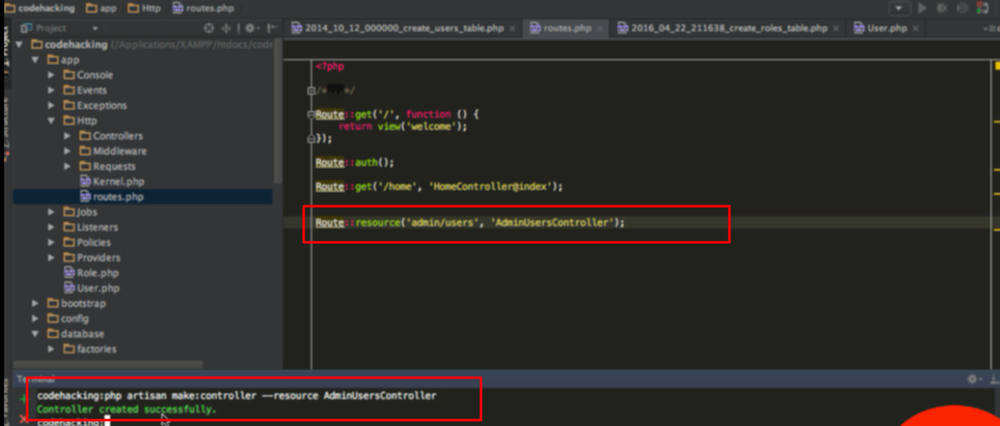 codehacking app Http routes.php
Project
2014_10_12_000000_create_users_table.php routes.php 2016_04_22_211638_create_roles_table.php User.php
codehacking (/Applications/XAMPP/htdocs/code
app
Console
Events
Exceptions
Http
Controllers
Middleware
Requests
Kernel.php
routes.php
Jobs
Listeners
Policies
Providers
Role.php
User.php
bootstrap
config
database
factories
<?php
/*...*/
Route::get('/', function () {
return view('welcome');
});
Route::auth();
Route::get('/home', 'HomeController@index');
Route::resource('admin/users', 'AdminUsersController');
Terminal
codehacking:php artisan make:controller --resource AdminUsersController
Controller created successfully.
codehacking: